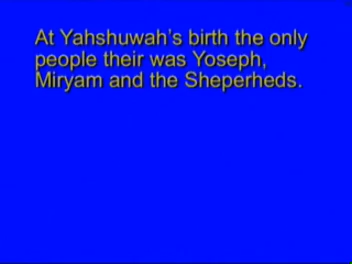 At Yahshuwah's birth the only
people their was Yoseph,
Miryam and the Sheperheds.